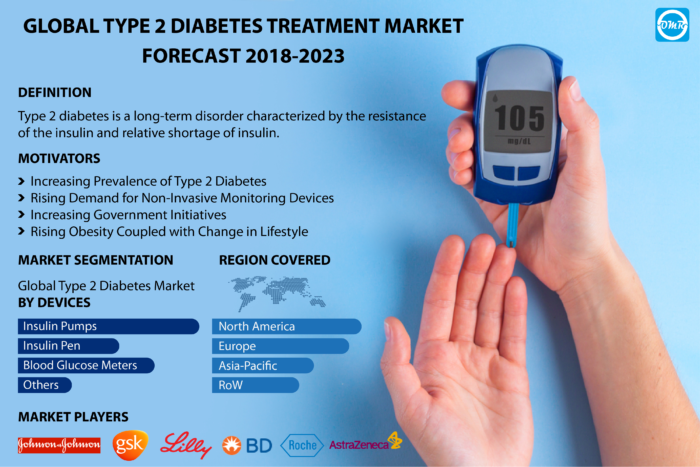 GLOBAL TYPE 2 DIABETES TREATMENT MARKET
FORECAST 2018-2023
OMR
DEFINITION
Type 2 diabetes is a long-term disorder characterized by the resistance
of the insulin and relative shortage of insulin.
MOTIVATORS
Increasing Prevalence of Type 2 Diabetes
Rising Demand for Non-Invasive Monitoring Devices
Increasing Government Initiatives
Rising Obesity Coupled with Change in Lifestyle
105
mg/dL
MARKET SEGMENTATION
Global Type 2 Diabetes Market
BY DEVICES
Insulin Pumps
Insulin Pen
Blood Glucose Meters
Others
REGION COVERED
North America
Europe
Asia-Pacific
RoW
MARKET PLAYERS
Johnson & Johnson
gsk
Lilly
BD
Roche
AstraZeneca